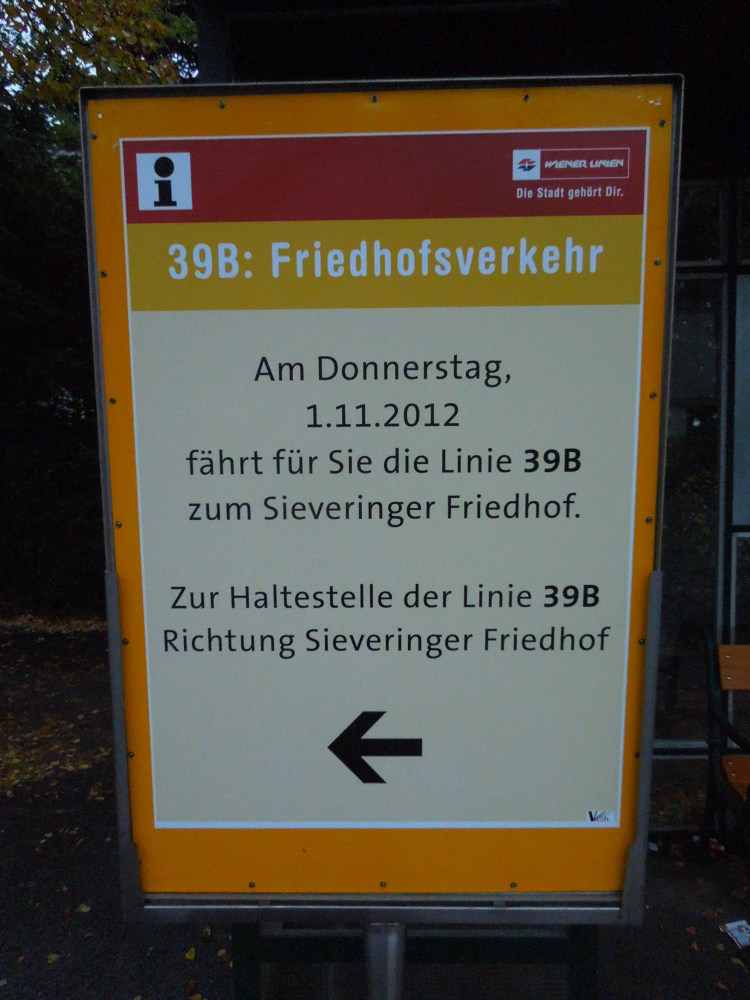 i
WIENER LINIEN
Die Stadt gehört Dir.
39B: Friedhofsverkehr
Am Donnerstag,
1.11.2012
fährt für Sie die Linie 39B
zum Sieveringer Friedhof.
Zur Haltestelle der Linie 39B
Richtung Sieveringer Friedhof